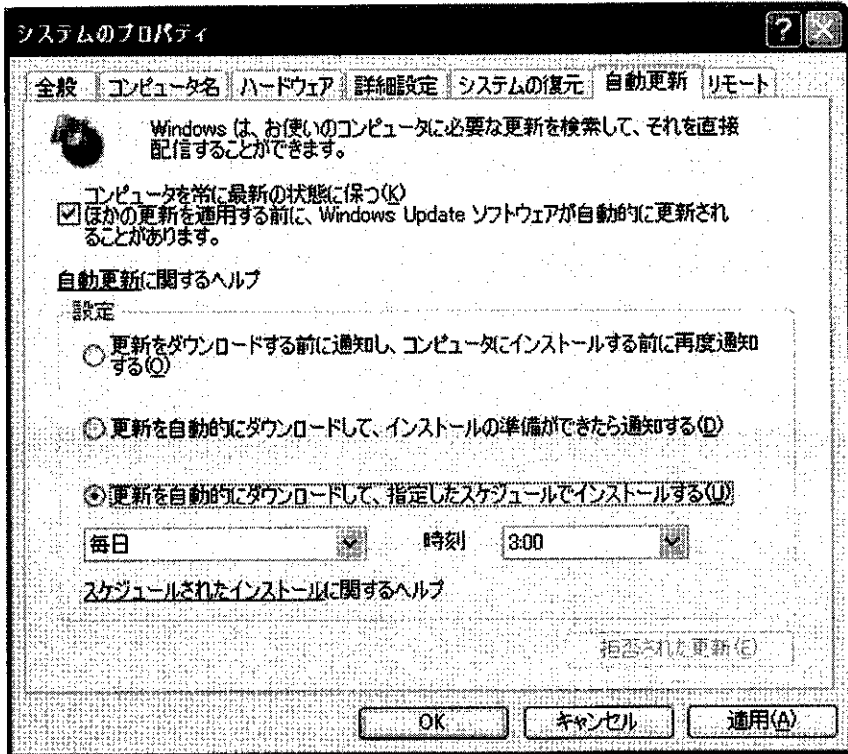 システムのプロパティ
全般 コンピュータ名 ハードウェア 詳細設定 システムの復元 自動更新 リモート
Windows は、お使いのコンピュータに必要な更新を検索して、それを直接
配信することができます。
コンピュータを常に最新の状態に保つ(K)
ほかの更新を適用する前に、Windows Update ソフトウェアが自動的に更新され
ることがあります。
自動更新に関するヘルプ
設定
更新をダウンロードする前に通知し、コンピュータにインストールする前に再度通知
する(O)
更新を自動的にダウンロードして、インストールの準備ができたら通知する(D)
更新を自動的にダウンロードして、指定したスケジュールでインストールする(U)
毎日 時刻 3:00
スケジュールされたインストールに関するヘルプ
拒否された更新(E)
OK キャンセル 適用(A)